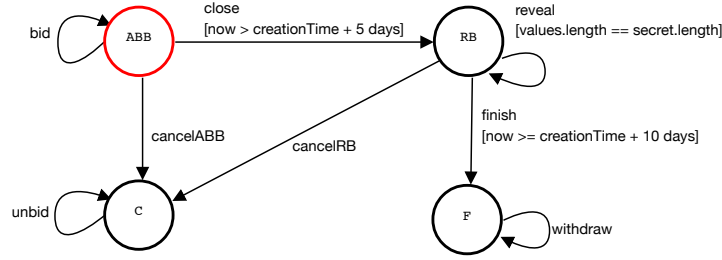 close
[now > creationTime + 5 days]
reveal
[values.length == secret.length]
bid
ABB
RB
finish
[now >= creationTime + 10 days]
cancelABB
cancelRB
unbid
C
F
withdraw